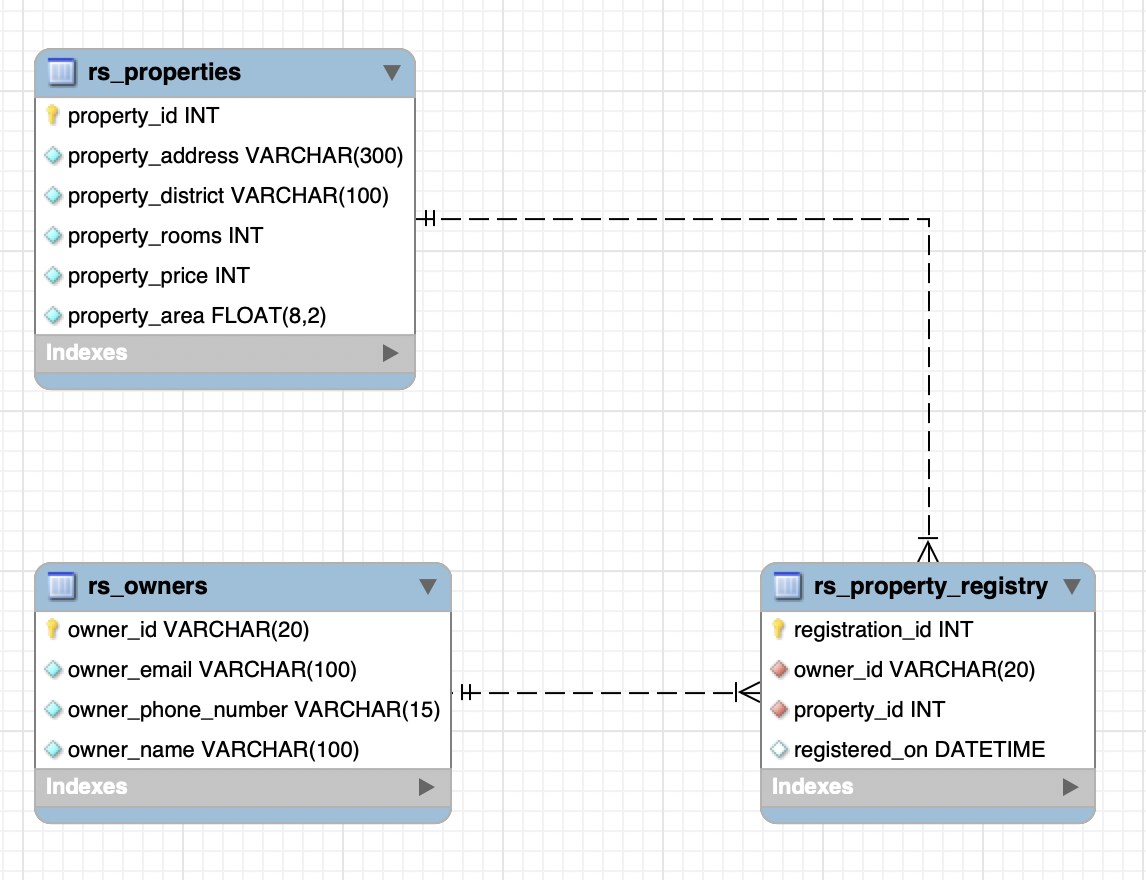 rs_properties
property_id INT
property_address VARCHAR(300)
property_district VARCHAR(100)
property_rooms INT
property_price INT
property_area FLOAT(8,2)
Indexes
rs_owners
owner_id VARCHAR(20)
owner_email VARCHAR(100)
owner_phone_number VARCHAR(15)
owner_name VARCHAR(100)
Indexes
rs_property_registry
registration_id INT
owner_id VARCHAR(20)
property_id INT
registered_on DATETIME
Indexes